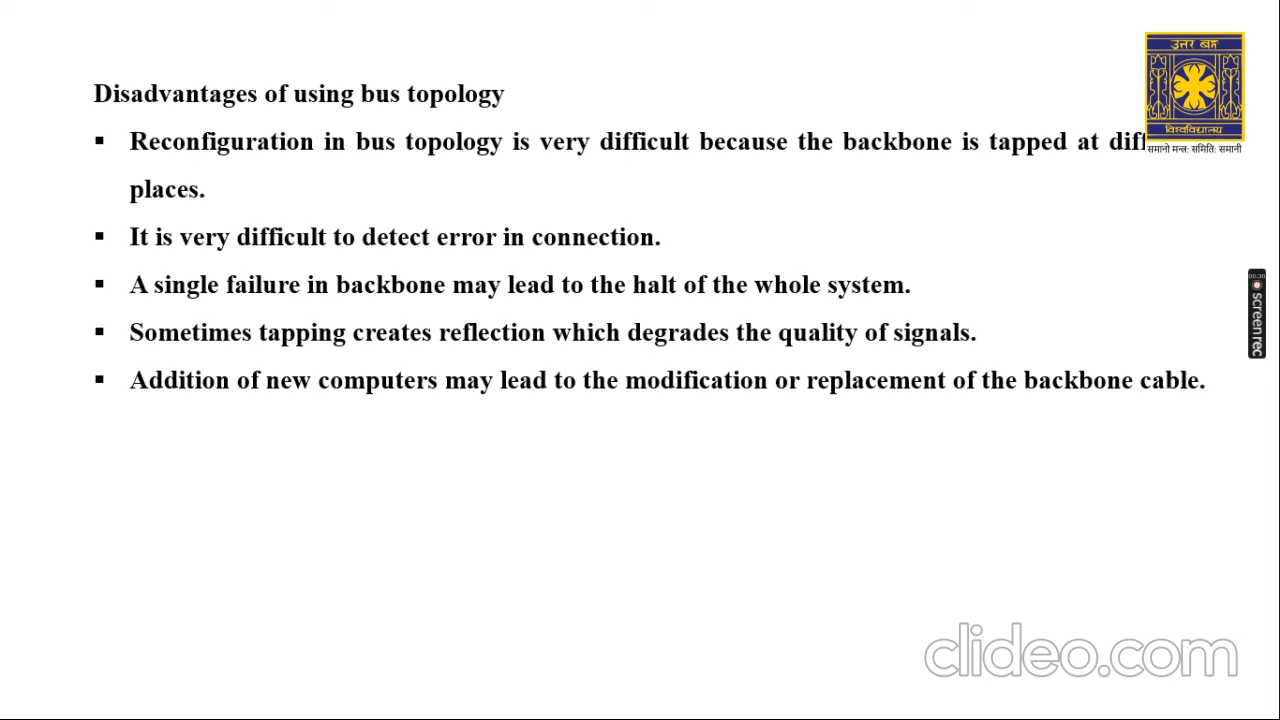 उत्तर बङ्ग
Disadvantages of using bus topology
▪ Reconfiguration in bus topology is very difficult because the backbone is tapped at diff
विश्वविद्यालय
समानो मन्त्र: समिति: समानी
places.
▪ It is very difficult to detect error in connection.
▪ A single failure in backbone may lead to the halt of the whole system.
screenrec
▪ Sometimes tapping creates reflection which degrades the quality of signals.
▪ Addition of new computers may lead to the modification or replacement of the backbone cable.
clideo.com